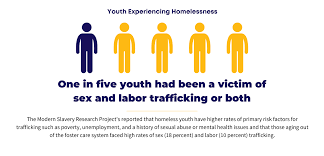 Youth Experiencing Homelessness
One in five youth had been a victim of
sex and labor trafficking or both
The Modern Slavery Research Project's reported that homeless youth have higher rates of primary risk factors for
trafficking such as poverty, unemployment, and a history of sexual abuse or mental health issues and that those aging out
of the foster care system faced high rates of sex (16 percent) and labor (10 percent) trafficking.